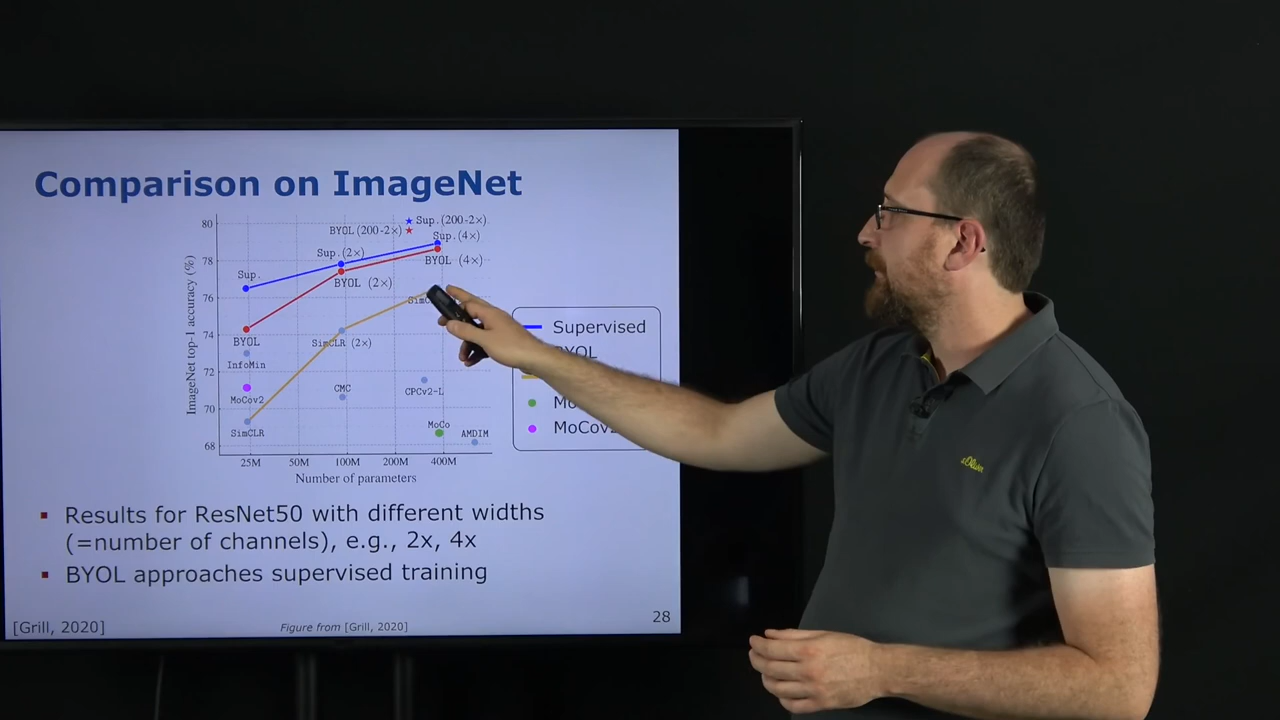 Comparison on ImageNet
80
Sup.(200-2×)
BYOL(200-2×)
Sup.(4×)
78
Sup.(2×)
BYOL (4×)
Sup.
BYOL (2×)
76
74
BYOL
SimCLR (2×)
InfoMin
72
CMC
CPCv2-L
MoCov2
70
MoCo
SimCLR
AMDIM
68
25M 50M 100M 200M 400M
Number of parameters
ImageNet top-1 accuracy (%)
Supervised
BYOL
▪ Results for ResNet50 with different widths
(=number of channels), e.g., 2x, 4x
▪ BYOL approaches supervised training
[Grill, 2020]
Figure from [Grill, 2020]
28
s.Oliver